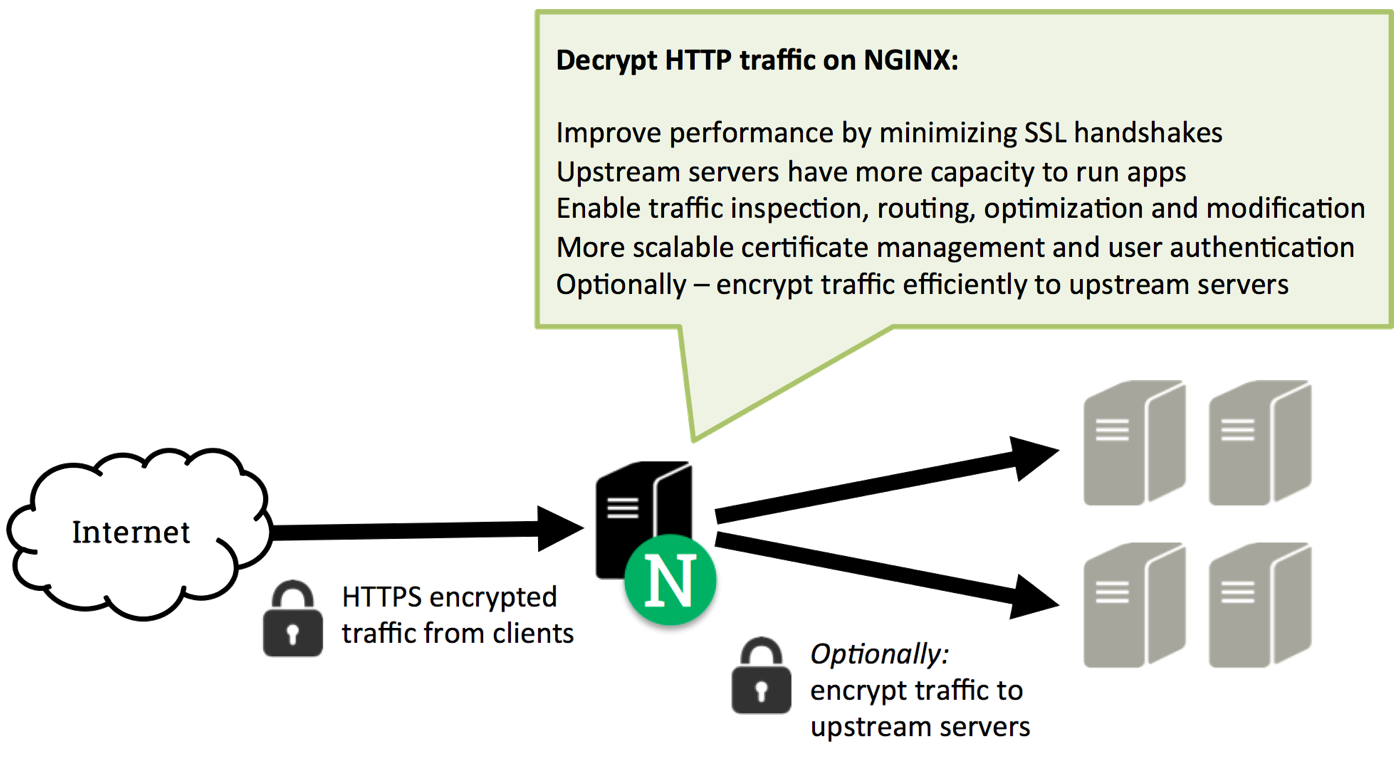 Decrypt HTTP traffic on NGINX:
Improve performance by minimizing SSL handshakes
Upstream servers have more capacity to run apps
Enable traffic inspection, routing, optimization and modification
More scalable certificate management and user authentication
Optionally – encrypt traffic efficiently to upstream servers
Internet
N
HTTPS encrypted
traffic from clients
Optionally:
encrypt traffic to
upstream servers